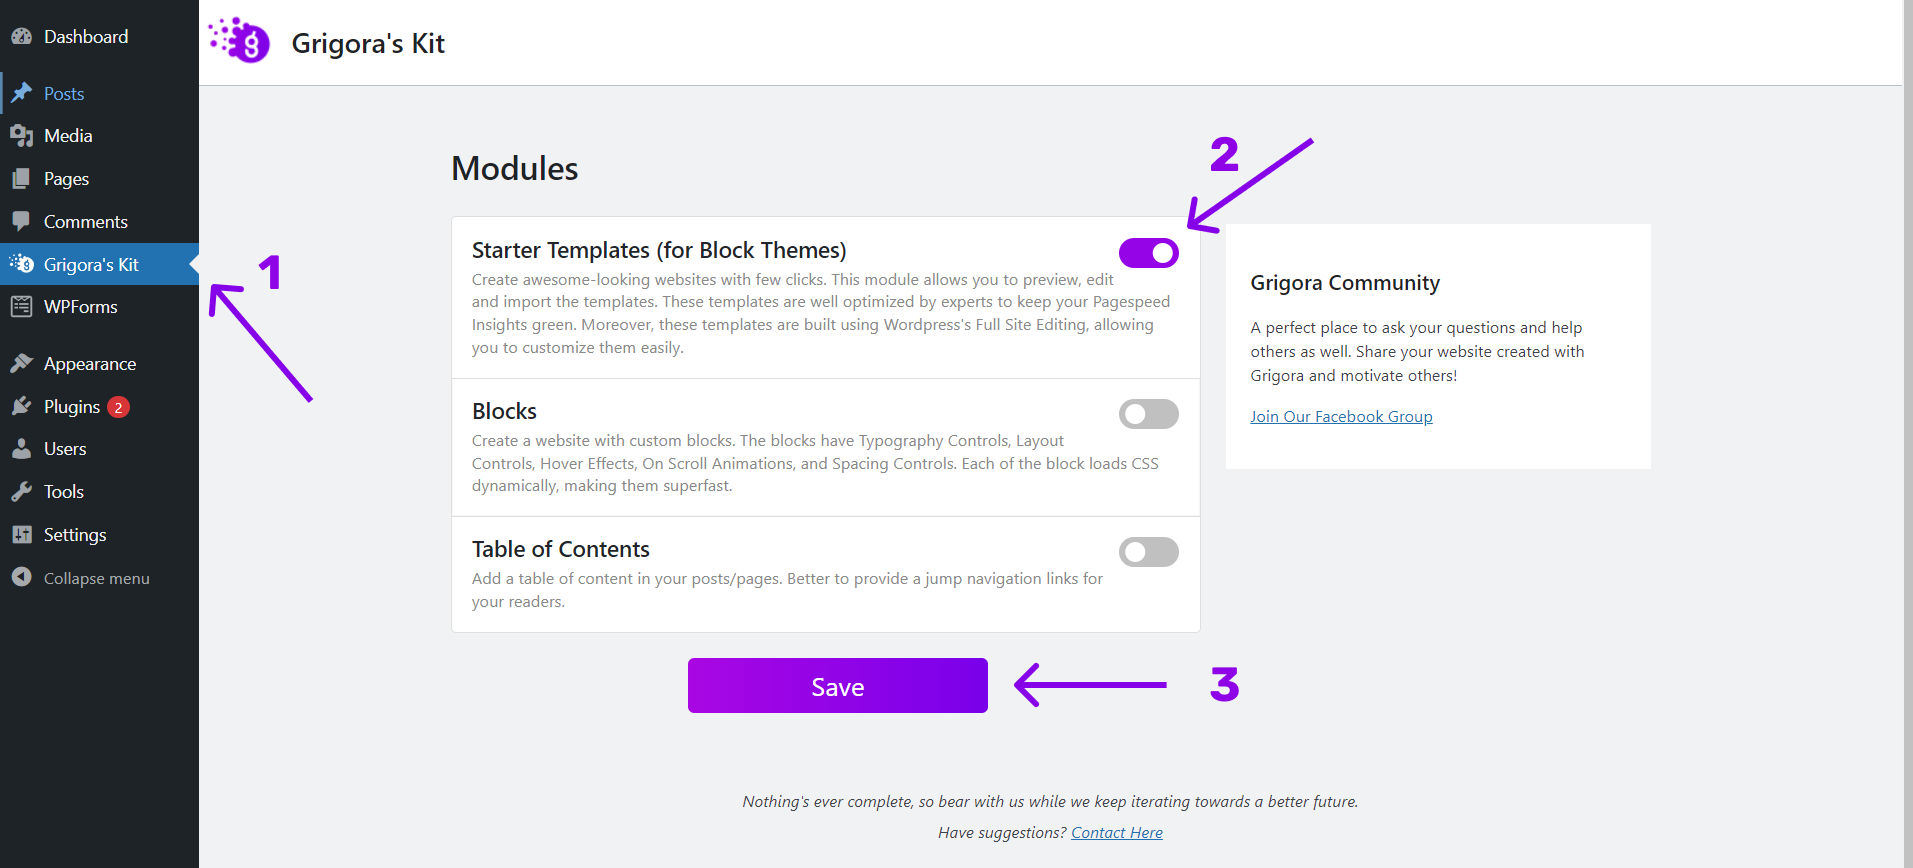 Dashboard
Posts
Media
Pages
Comments
Grigora's Kit
WPForms
Appearance
Plugins 2
Users
Tools
Settings
Collapse menu
g Grigora's Kit
1
Modules
2
Starter Templates (for Block Themes)
Create awesome-looking websites with few clicks. This module allows you to preview, edit
and import the templates. These templates are well optimized by experts to keep your Pagespeed
Insights green. Moreover, these templates are built using Wordpress's Full Site Editing, allowing
you to customize them easily.
Blocks
Create a website with custom blocks. The blocks have Typography Controls, Layout
Controls, Hover Effects, On Scroll Animations, and Spacing Controls. Each of the block loads CSS
dynamically, making them superfast.
Table of Contents
Add a table of content in your posts/pages. Better to provide a jump navigation links for
your readers.
Save
3
Grigora Community
A perfect place to ask your questions and help
others as well. Share your website created with
Grigora and motivate others!
Join Our Facebook Group
Nothing's ever complete, so bear with us while we keep iterating towards a better future.
Have suggestions? Contact Here